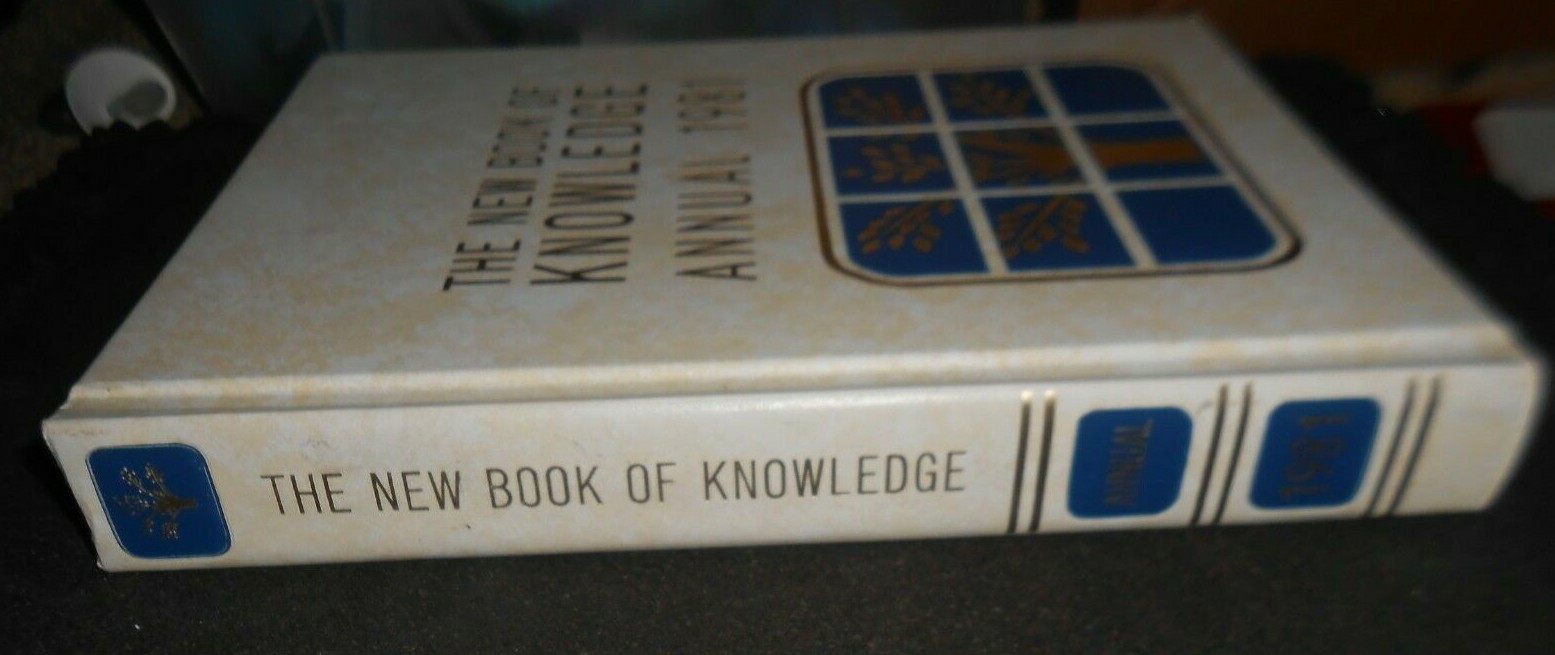 THE NEW BOOK OF
KNOWLEDGE
ANNUAL 1981
THE NEW BOOK OF KNOWLEDGE
ANNUAL
1981